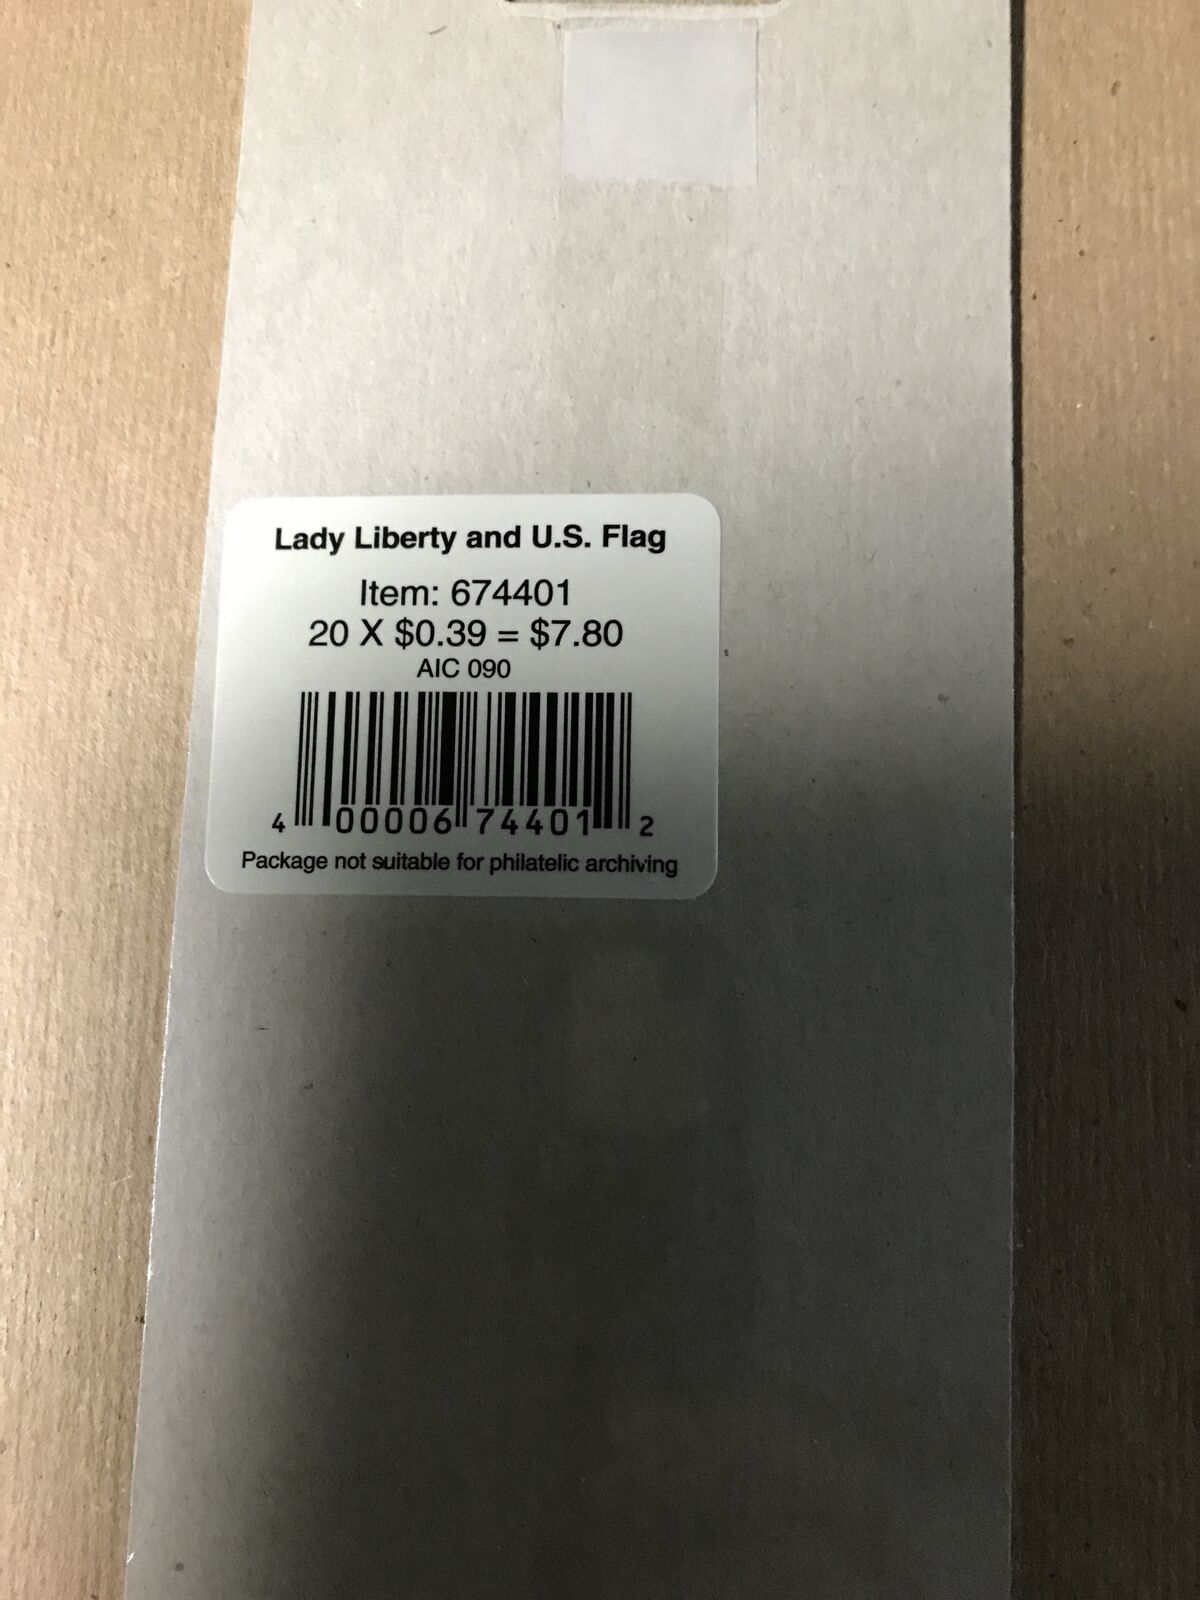 Lady Liberty and U.S. Flag
Item: 674401
20 X $0.39 = $7.80
AIC 090
4 00006 74401 2
Package not suitable for philatelic archiving